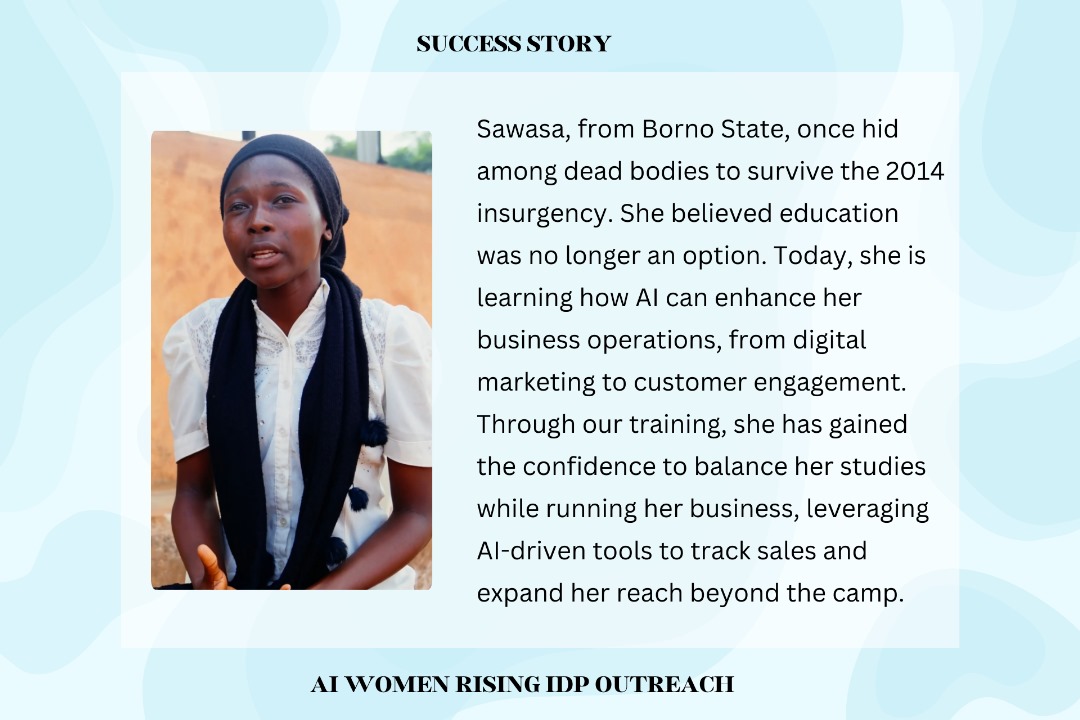 SUCCESS STORY
Sawasa, from Borno State, once hid
among dead bodies to survive the 2014
insurgency. She believed education
was no longer an option. Today, she is
learning how AI can enhance her
business operations, from digital
marketing to customer engagement.
Through our training, she has gained
the confidence to balance her studies
while running her business, leveraging
AI-driven tools to track sales and
expand her reach beyond the camp.
AI WOMEN RISING IDP OUTREACH